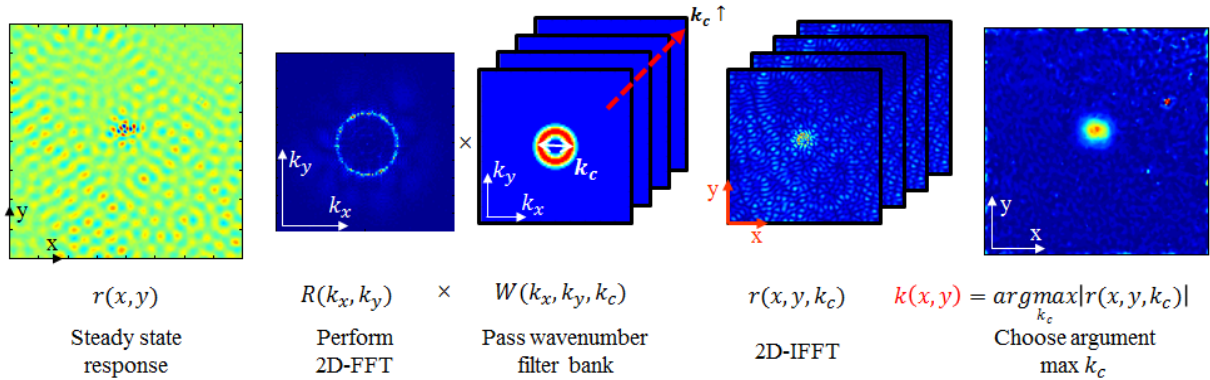 k_c ↑
k_y
k_x
×
k_y
k_x
k_c
y
x
y
x
y
x
r(x, y)
R(k_x, k_y) × W(k_x, k_y, k_c)
r(x, y, k_c)
k(x, y) = argmax|r(x, y, k_c)|
k_c
Steady state
response
Perform
2D-FFT
Pass wavenumber
filter bank
2D-IFFT
Choose argument
max k_c